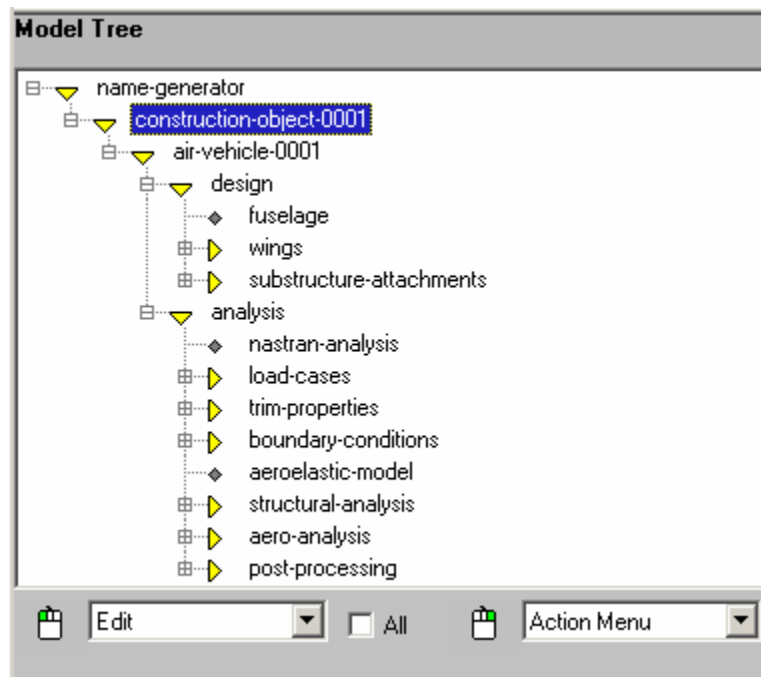 Model Tree
name-generator
construction-object-0001
air-vehicle-0001
design
fuselage
wings
substructure-attachments
analysis
nastran-analysis
load-cases
trim-properties
boundary-conditions
aeroelastic-model
structural-analysis
aero-analysis
post-processing
Edit All Action Menu